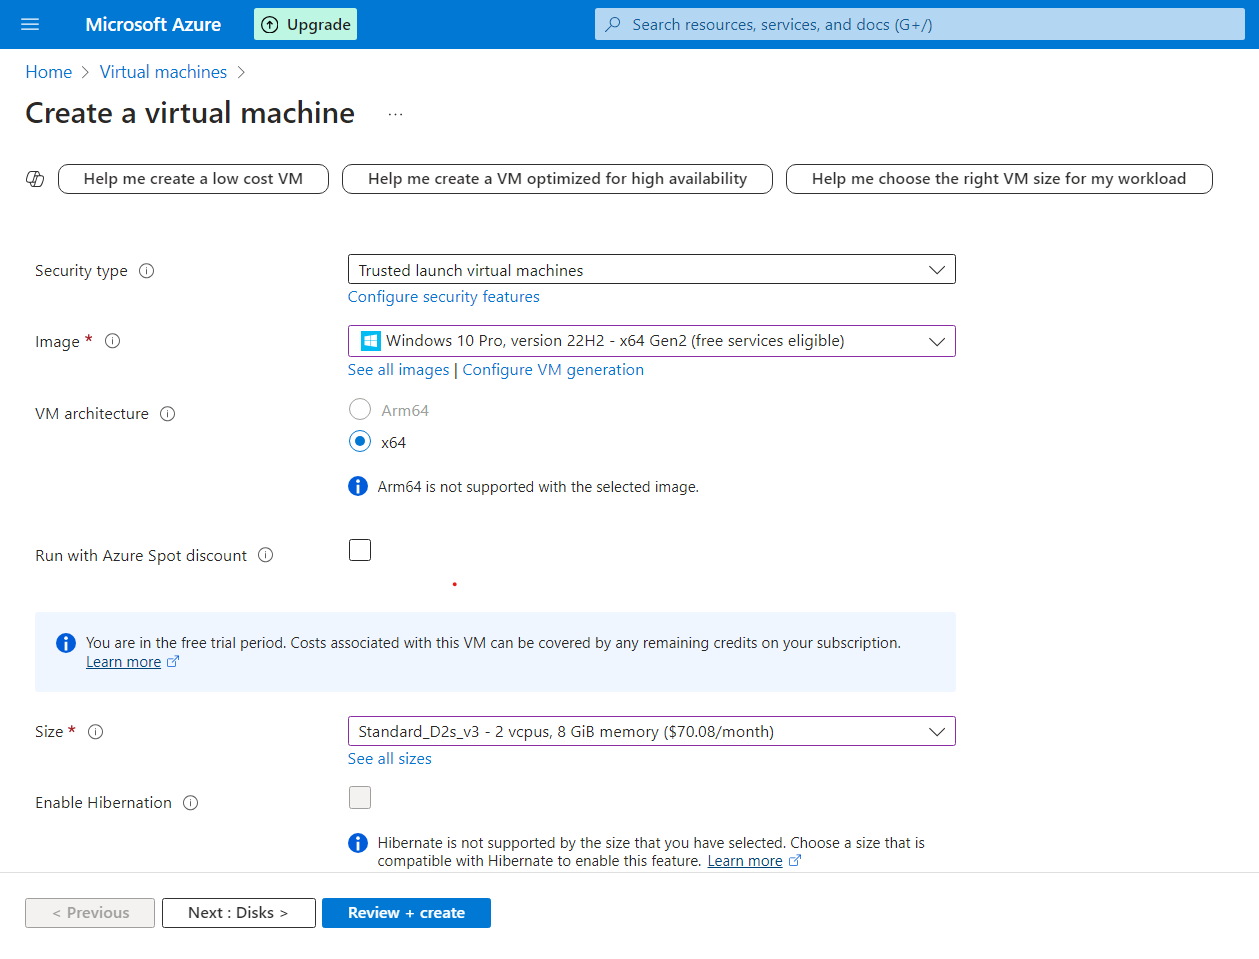 Microsoft Azure
Upgrade
Search resources, services, and docs (G+/)
Home > Virtual machines >
Create a virtual machine ...
Help me create a low cost VM
Help me create a VM optimized for high availability
Help me choose the right VM size for my workload
Security type
Trusted launch virtual machines
Configure security features
Image *
Windows 10 Pro, version 22H2 - x64 Gen2 (free services eligible)
See all images | Configure VM generation
VM architecture
Arm64
x64
Arm64 is not supported with the selected image.
Run with Azure Spot discount
You are in the free trial period. Costs associated with this VM can be covered by any remaining credits on your subscription.
Learn more
Size *
Standard_D2s_v3 - 2 vcpus, 8 GiB memory ($70.08/month)
See all sizes
Enable Hibernation
Hibernate is not supported by the size that you have selected. Choose a size that is
compatible with Hibernate to enable this feature. Learn more
< Previous
Next : Disks >
Review + create